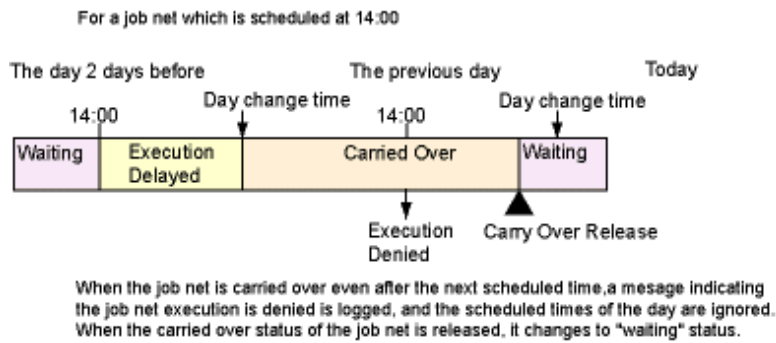 For a job net which is scheduled at 14:00
The day 2 days before The previous day Today
14:00 Day change time 14:00 Day change time
Waiting Execution Delayed Carried Over Waiting
Execution Denied Carry Over Release
When the job net is carried over even after the next scheduled time,a mesage indicating
the job net execution is denied is logged, and the scheduled times of the day are ignored.
When the carried over status of the job net is released, it changes to "waiting" status.